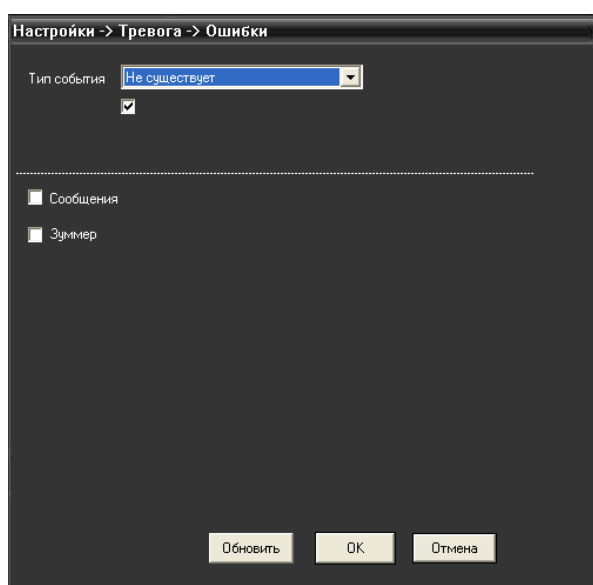 Настройки -> Тревога -> Ошибки
Тип события Не существует
Сообщения
Зуммер
Обновить OK Отмена